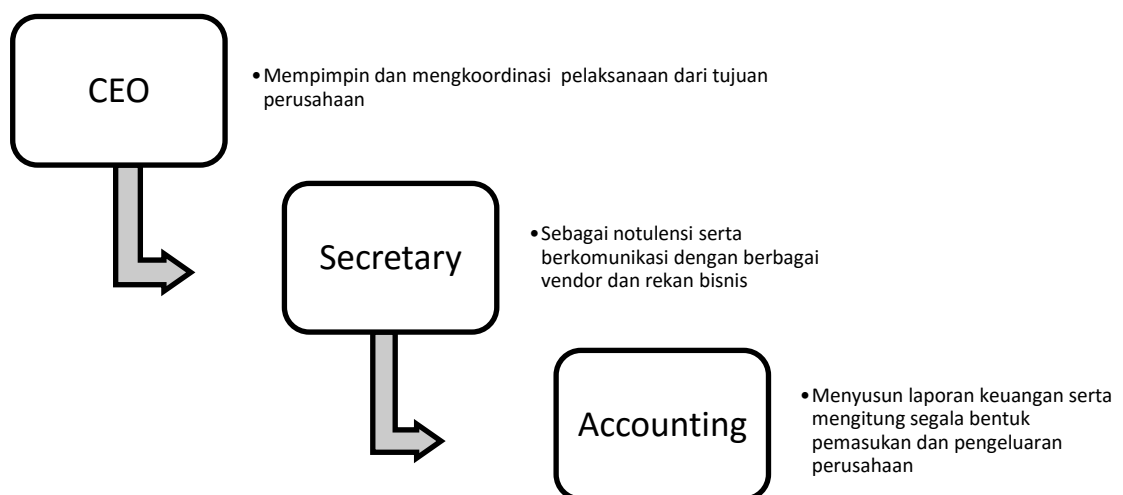 CEO
•Mempimpin dan mengkoordinasi pelaksanaan dari tujuan
perusahaan
Secretary
•Sebagai notulensi serta
berkomunikasi dengan berbagai
vendor dan rekan bisnis
Accounting
•Menyusun laporan keuangan serta
mengitung segala bentuk
pemasukan dan pengeluaran
perusahaan